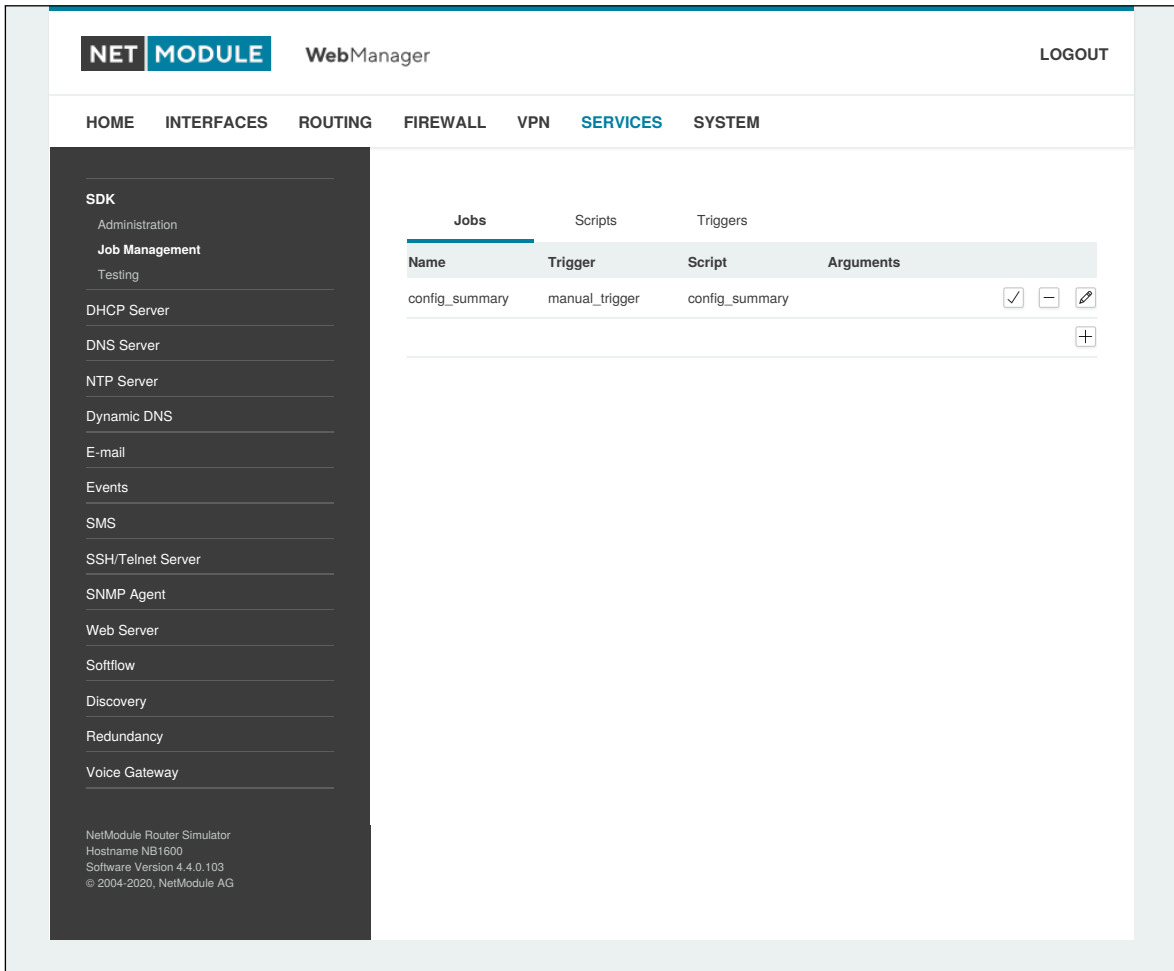 NET MODULE WebManager LOGOUT
HOME INTERFACES ROUTING FIREWALL VPN SERVICES SYSTEM
SDK
Administration
Job Management
Testing
DHCP Server
DNS Server
NTP Server
Dynamic DNS
E-mail
Events
SMS
SSH/Telnet Server
SNMP Agent
Web Server
Softflow
Discovery
Redundancy
Voice Gateway
NetModule Router Simulator
Hostname NB1600
Software Version 4.4.0.103
© 2004-2020, NetModule AG
Jobs Scripts Triggers
Name Trigger Script Arguments
config_summary manual_trigger config_summary